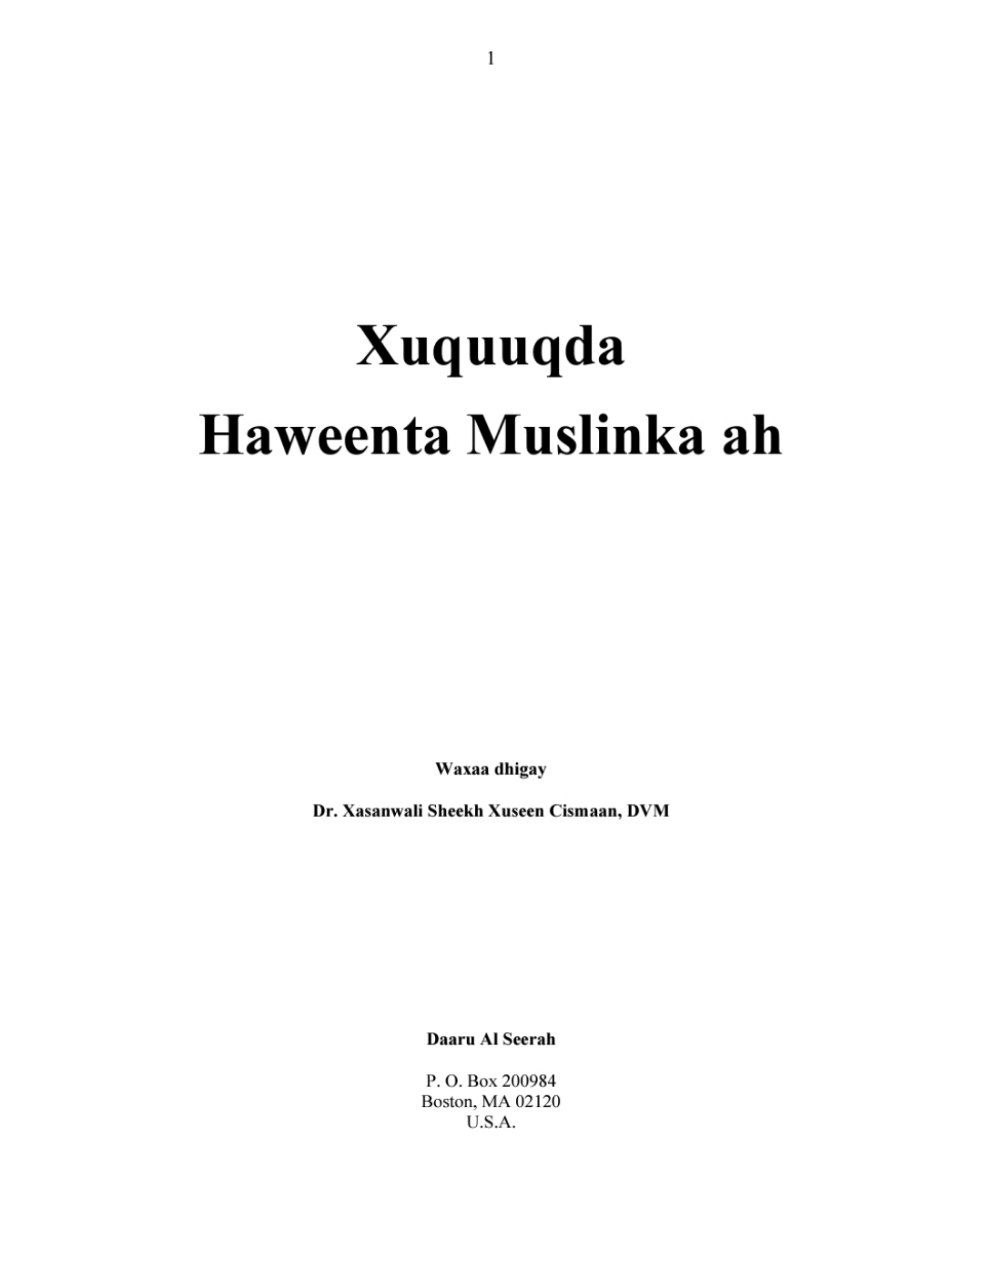 1
Xuquuqda
Haweenta Muslinka ah
Waxaa dhigay
Dr. Xasanwali Sheekh Xuseen Cismaan, DVM
Daaru Al Seerah
P. O. Box 200984
Boston, MA 02120
U.S.A.